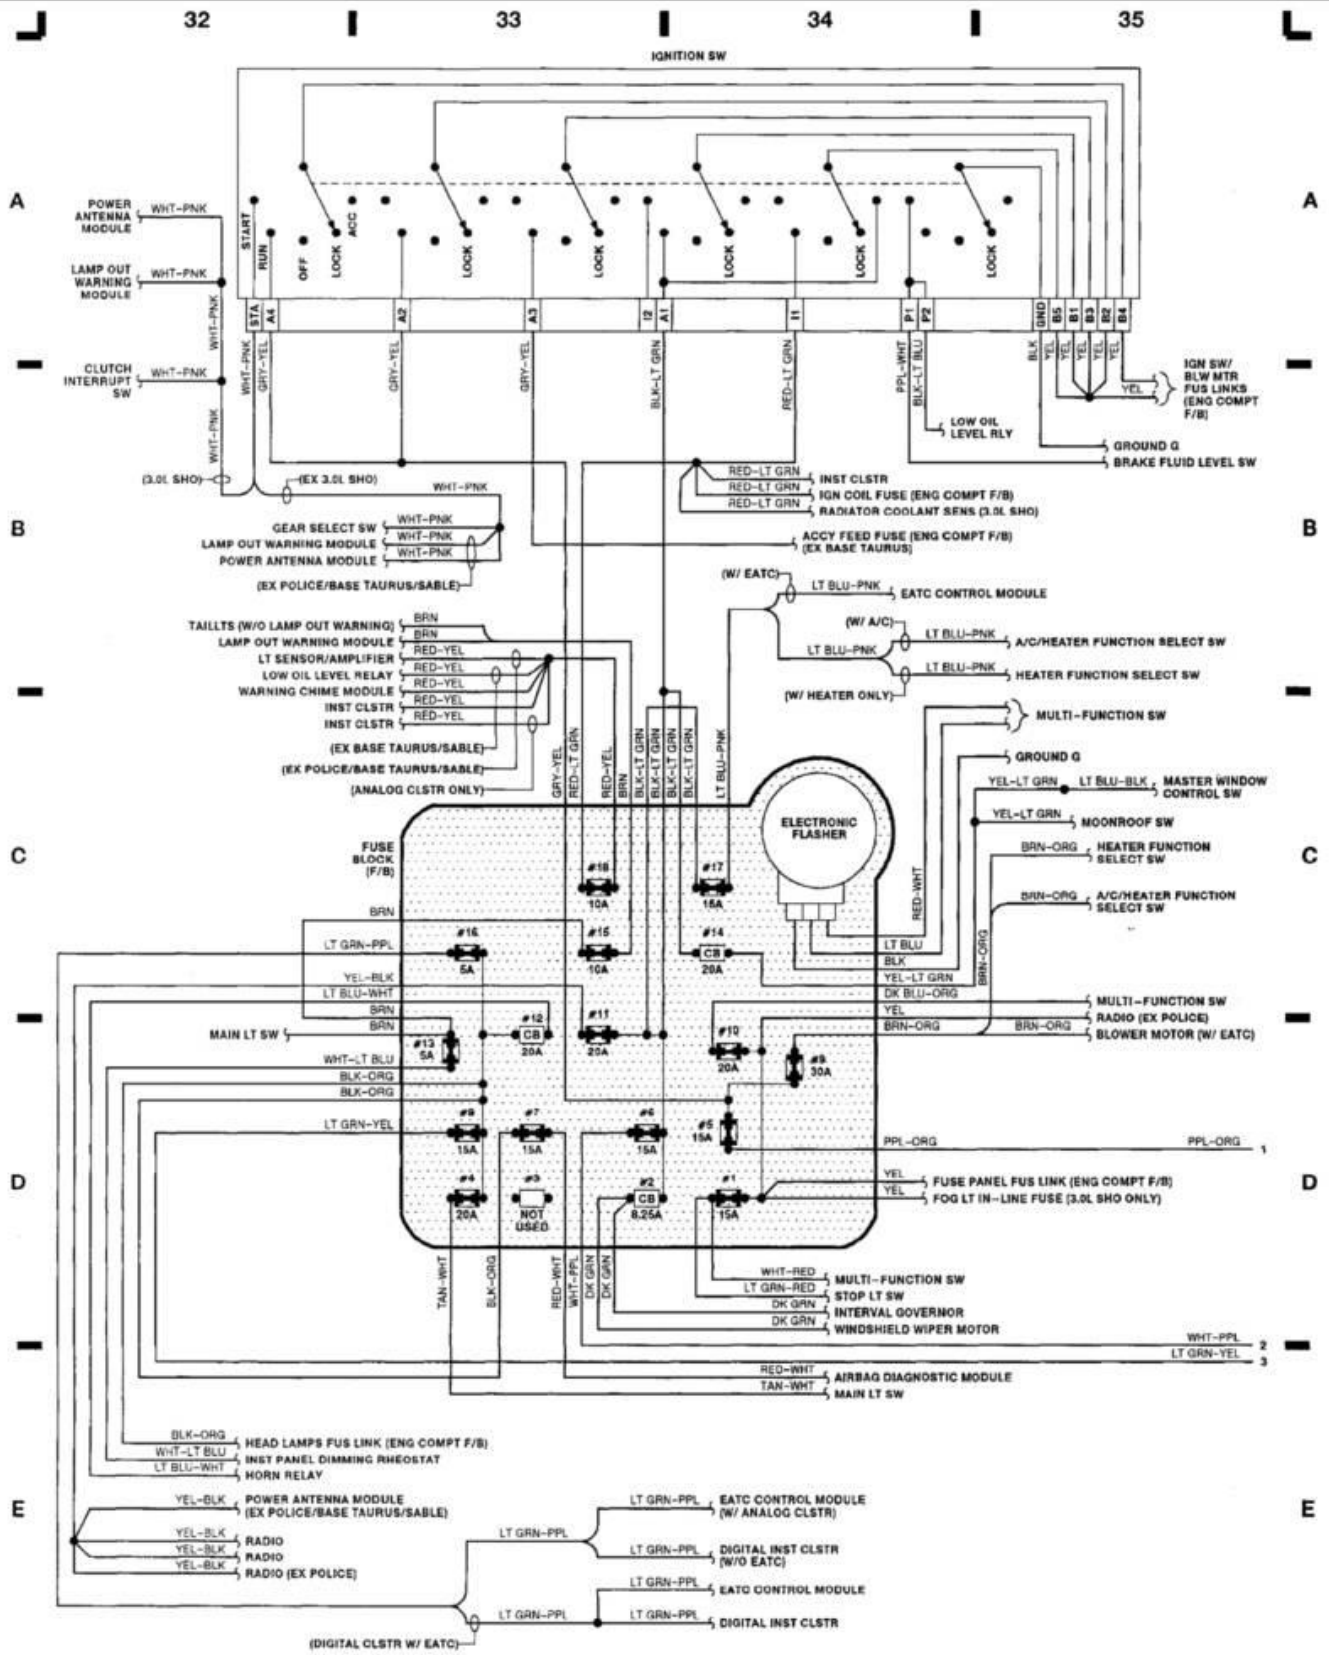 32 33 34 35
IGNITION SW
A
A
POWER
ANTENNA
MODULE
WHT-PNK
LAMP OUT
WARNING
MODULE
WHT-PNK
WHT-PNK
START
RUN
OFF
LOCK
ACC
LOCK
LOCK
LOCK
LOCK
LOCK
STA A4 A2 A3 I2 A1 I1 P1 P2 GND B5 B1 B3 B2 B4
CLUTCH
INTERRUPT
SW
WHT-PNK
WHT-PNK
WHT-PNK
GRY-YEL
GRY-YEL
GRY-YEL
BLK-LT GRN
RED-LT GRN
PPL-WHT
BLK-LT BLU
BLK
YEL
YEL
YEL
YEL
YEL
IGN SW/
BLW MTR
FUS LINKS
(ENG COMPT
F/B)
LOW OIL
LEVEL RLY
GROUND G
BRAKE FLUID LEVEL SW
(3.0L SHO)
(EX 3.0L SHO)
WHT-PNK
RED-LT GRN INST CLSTR
RED-LT GRN IGN COIL FUSE (ENG COMPT F/B)
RED-LT GRN RADIATOR COOLANT SENS (3.0L SHO)
B
B
GEAR SELECT SW WHT-PNK
LAMP OUT WARNING MODULE WHT-PNK
POWER ANTENNA MODULE WHT-PNK
(EX POLICE/BASE TAURUS/SABLE)
ACCY FEED FUSE (ENG COMPT F/B)
(EX BASE TAURUS)
(W/ EATC)
LT BLU-PNK EATC CONTROL MODULE
(W/ A/C)
LT BLU-PNK A/C/HEATER FUNCTION SELECT SW
LT BLU-PNK
LT BLU-PNK HEATER FUNCTION SELECT SW
(W/ HEATER ONLY)
TAILLTS (W/O LAMP OUT WARNING) BRN
LAMP OUT WARNING MODULE BRN
LT SENSOR/AMPLIFIER RED-YEL
LOW OIL LEVEL RELAY RED-YEL
WARNING CHIME MODULE RED-YEL
INST CLSTR RED-YEL
INST CLSTR RED-YEL
(EX BASE TAURUS/SABLE)
(EX POLICE/BASE TAURUS/SABLE)
(ANALOG CLSTR ONLY)
GRY-YEL
RED-LT GRN
RED-YEL
BRN
BLK-LT GRN
BLK-LT GRN
BLK-LT GRN
BLK-LT GRN
LT BLU-PNK
MULTI-FUNCTION SW
GROUND G
YEL-LT GRN LT BLU-BLK MASTER WINDOW
CONTROL SW
YEL-LT GRN MOONROOF SW
BRN-ORG HEATER FUNCTION
SELECT SW
BRN-ORG A/C/HEATER FUNCTION
SELECT SW
C
C
ELECTRONIC
FLASHER
FUSE
BLOCK
(F/B)
#18
10A
#17
15A
RED-WHT
BRN-ORG
BRN
LT GRN-PPL
#16
5A
#15
10A
#14
CB
20A
LT BLU
BLK
YEL-LT GRN
DK BLU-ORG
YEL
BRN-ORG
YEL-BLK
LT BLU-WHT
BRN
BRN
MAIN LT SW
#13
5A
#12
CB
20A
#11
20A
#10
20A
#9
30A
MULTI-FUNCTION SW
RADIO (EX POLICE)
BRN-ORG BLOWER MOTOR (W/ EATC)
WHT-LT BLU
BLK-ORG
BLK-ORG
LT GRN-YEL
15A
#7
15A
#6
15A
#5
15A
PPL-ORG PPL-ORG 1
D
D
#4
20A
#3
NOT
USED
#2
CB
8.25A
#1
15A
YEL FUSE PANEL FUS LINK (ENG COMPT F/B)
YEL FOG LT IN-LINE FUSE (3.0L SHO ONLY)
TAN-WHT
BLK-ORG
RED-WHT
WHT-PPL
DK GRN
DK GRN
WHT-RED MULTI-FUNCTION SW
LT GRN-RED STOP LT SW
DK GRN INTERVAL GOVERNOR
DK GRN WINDSHIELD WIPER MOTOR
WHT-PPL 2
LT GRN-YEL 3
RED-WHT AIRBAG DIAGNOSTIC MODULE
TAN-WHT MAIN LT SW
BLK-ORG HEAD LAMPS FUS LINK (ENG COMPT F/B)
WHT-LT BLU INST PANEL DIMMING RHEOSTAT
LT BLU-WHT HORN RELAY
E
E
YEL-BLK POWER ANTENNA MODULE
(EX POLICE/BASE TAURUS/SABLE)
YEL-BLK RADIO
YEL-BLK RADIO
YEL-BLK RADIO (EX POLICE)
LT GRN-PPL
LT GRN-PPL EATC CONTROL MODULE
(W/ ANALOG CLSTR)
LT GRN-PPL DIGITAL INST CLSTR
(W/O EATC)
LT GRN-PPL EATC CONTROL MODULE
LT GRN-PPL
LT GRN-PPL DIGITAL INST CLSTR
(DIGITAL CLSTR W/ EATC)